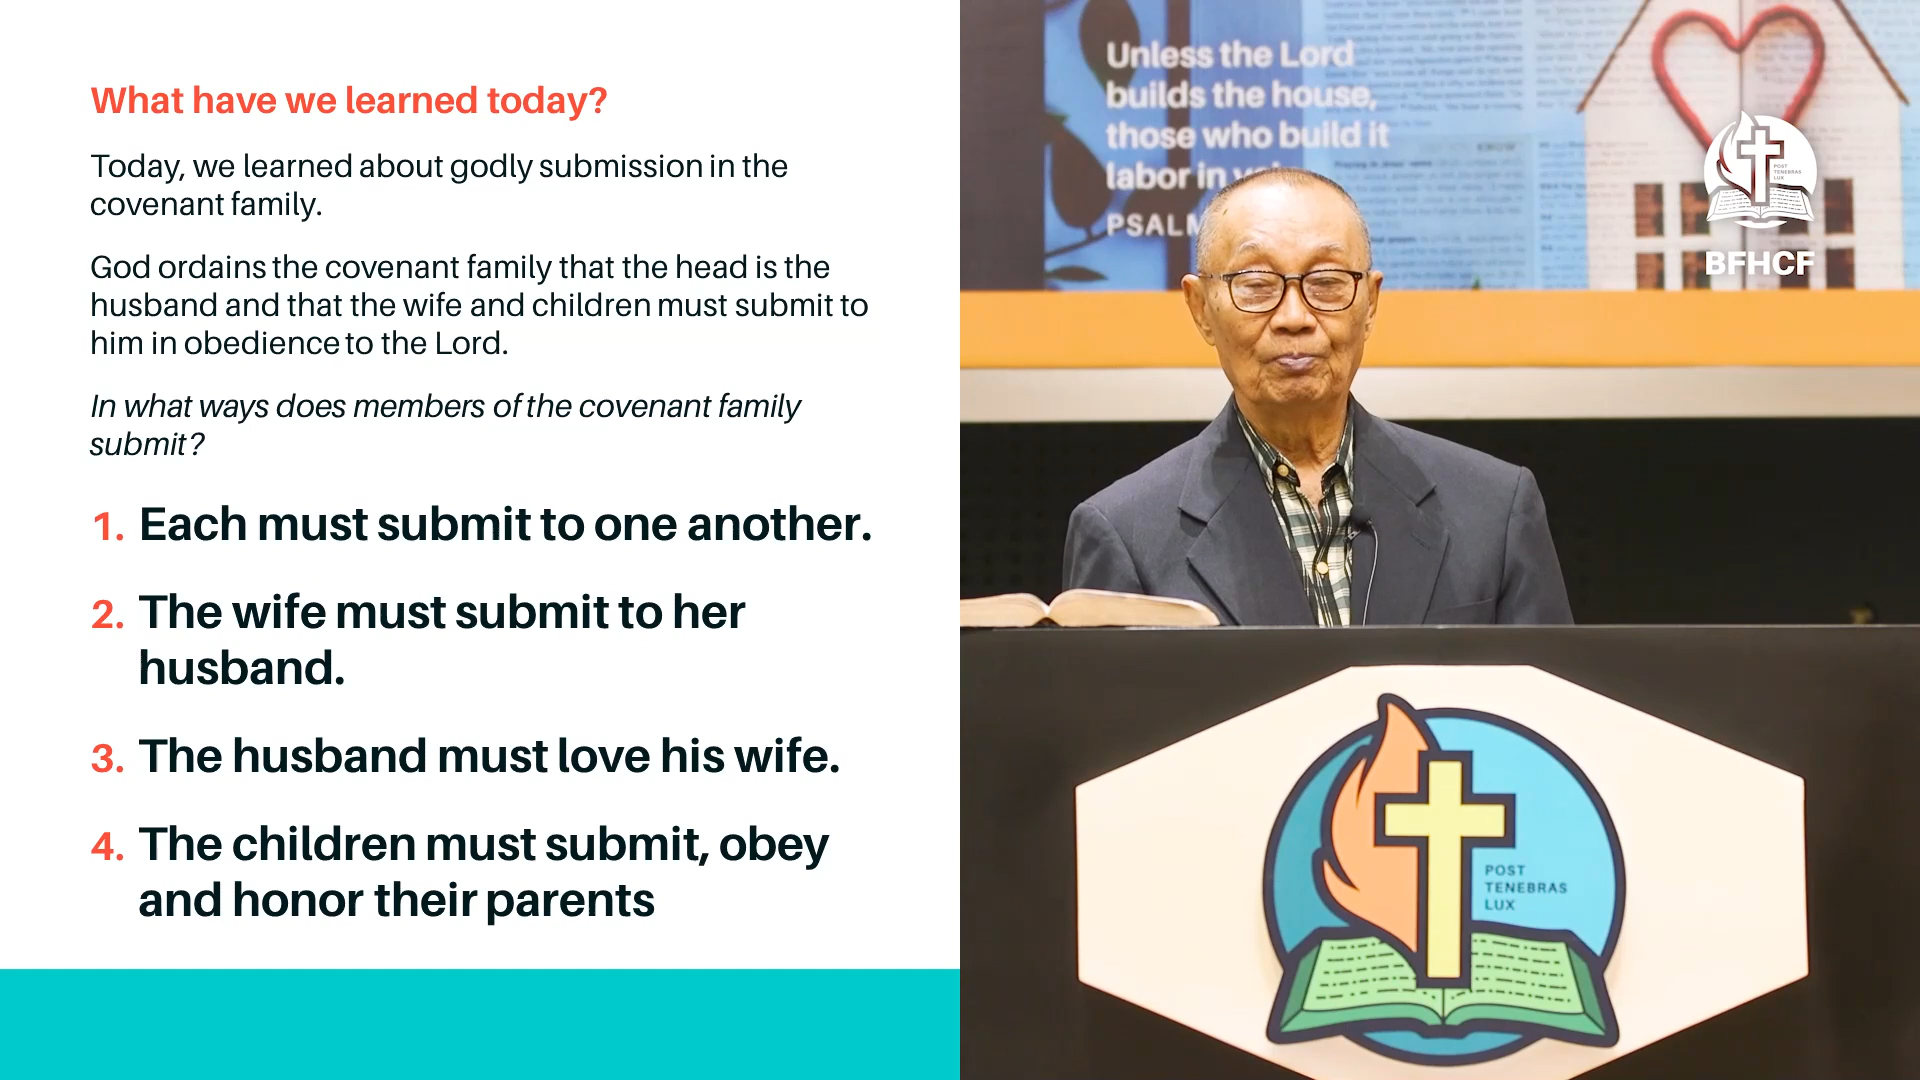 What have we learned today?
Today, we learned about godly submission in the
covenant family.
God ordains the covenant family that the head is the
husband and that the wife and children must submit to
him in obedience to the Lord.
In what ways does members of the covenant family
submit?
1. Each must submit to one another.
2. The wife must submit to her
husband.
3. The husband must love his wife.
4. The children must submit, obey
and honor their parents
Unless the Lord
builds the house,
those who build it
labor in
POST
TENEBRAS
LUX
BFHCF
POST
TENEBRAS
LUX